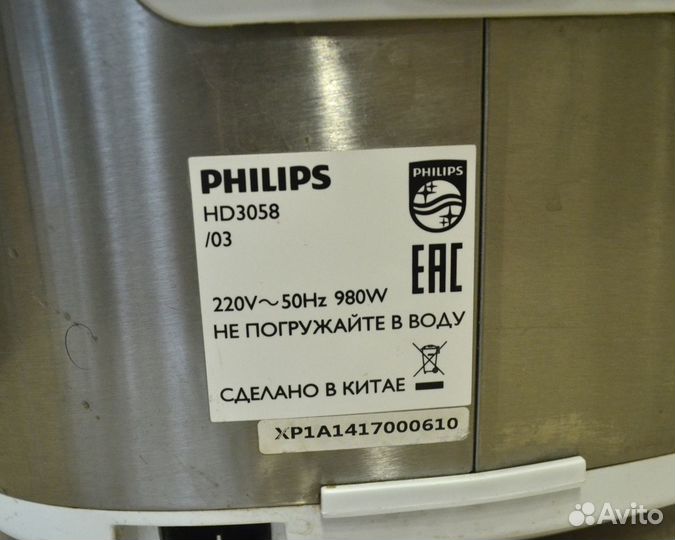 PHILIPS
PHILIPS
HD3058
/03
EAC
220V~50Hz 980W
НЕ ПОГРУЖАЙТЕ В ВОДУ
СДЕЛАНО В КИТАЕ
XP1A1417000610
Avito